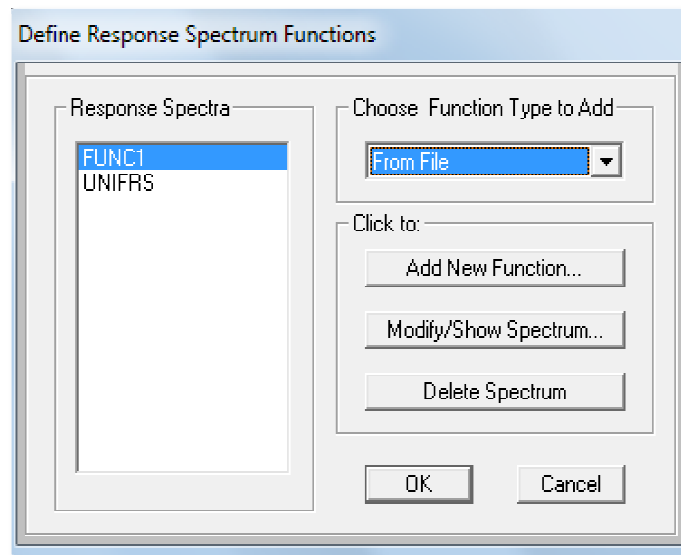 Define Response Spectrum Functions
Response Spectra
FUNC1
UNIFRS
Choose Function Type to Add
From File
Click to:
Add New Function...
Modify/Show Spectrum...
Delete Spectrum
OK
Cancel